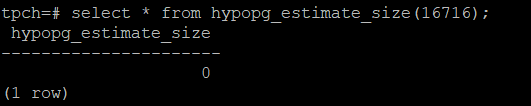 tpch=# select * from hypopg_estimate_size(16716);
hypopg_estimate_size
----------------------
0
(1 row)